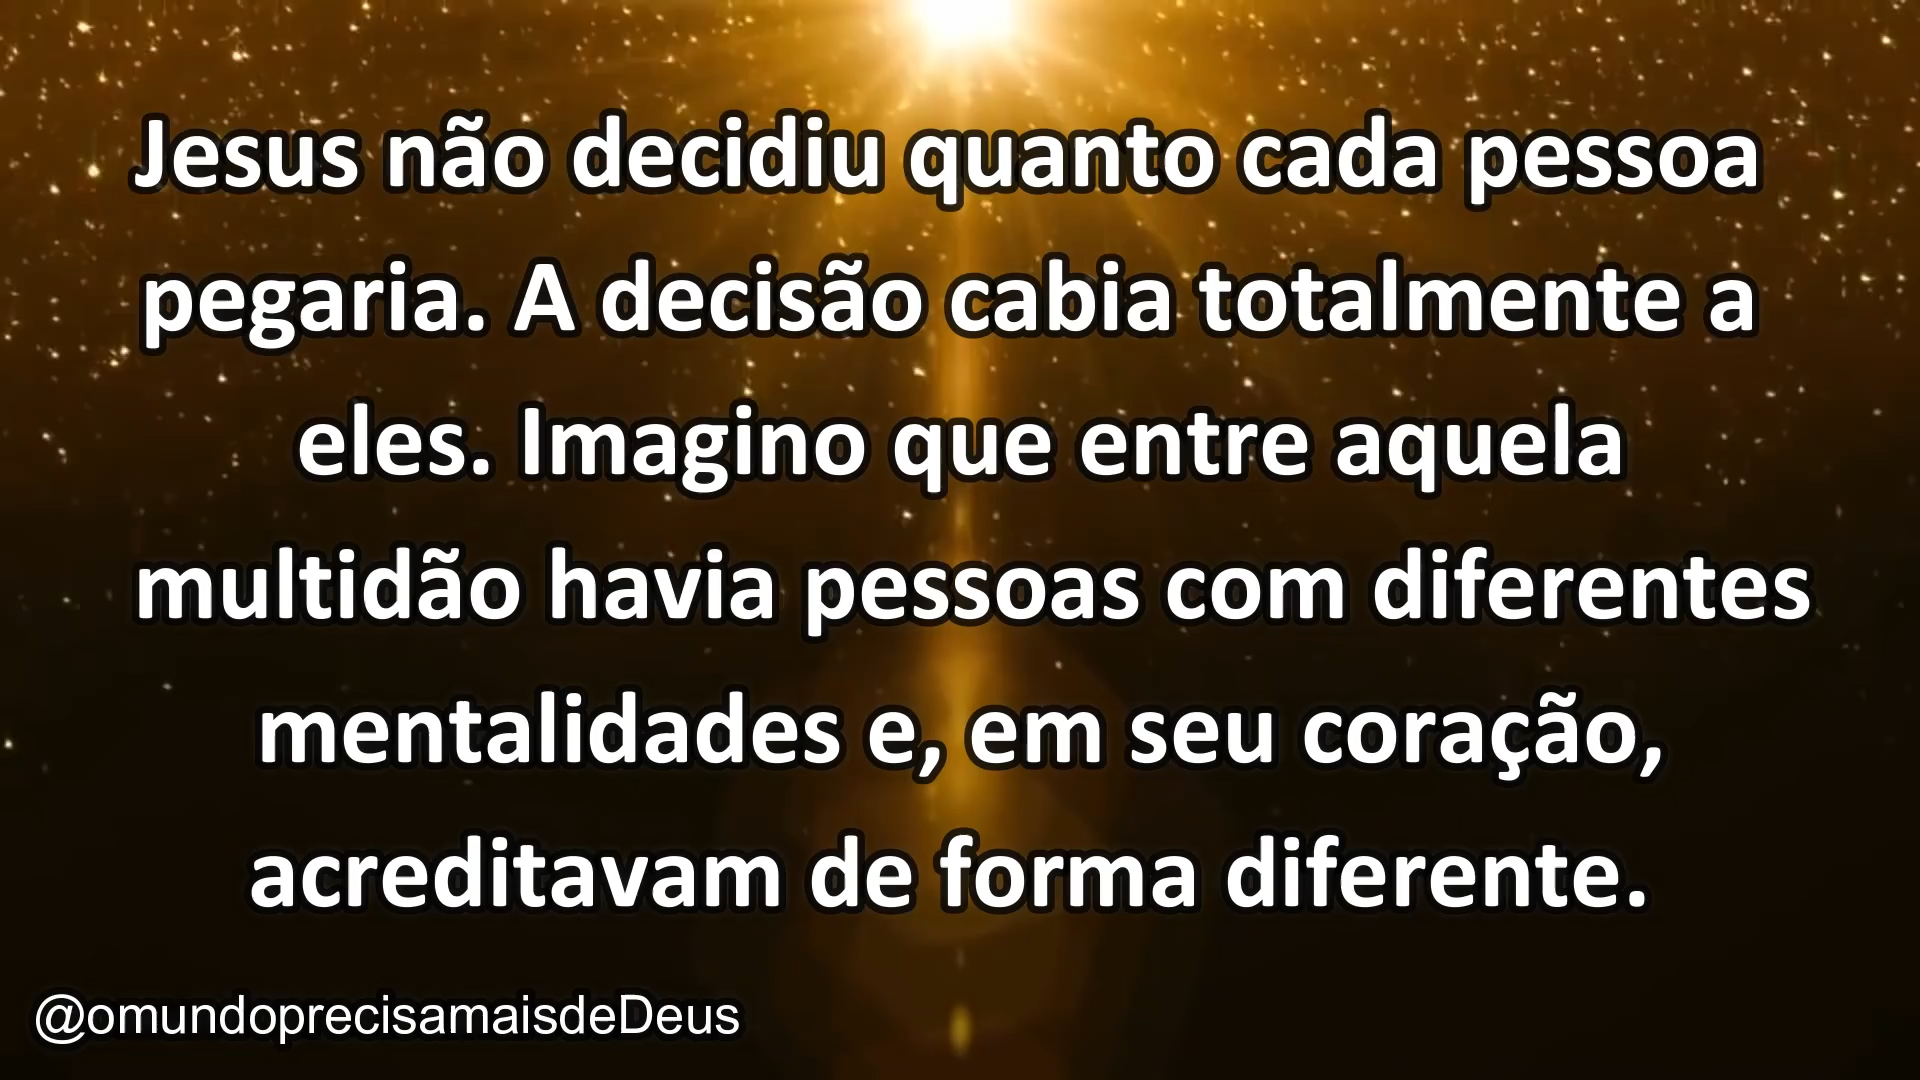 Jesus não decidiu quanto cada pessoa
pegaria. A decisão cabia totalmente a
eles. Imagino que entre aquela
multidão havia pessoas com diferentes
mentalidades e, em seu coração,
acreditavam de forma diferente.
@omundoprecisamaisdeDeus